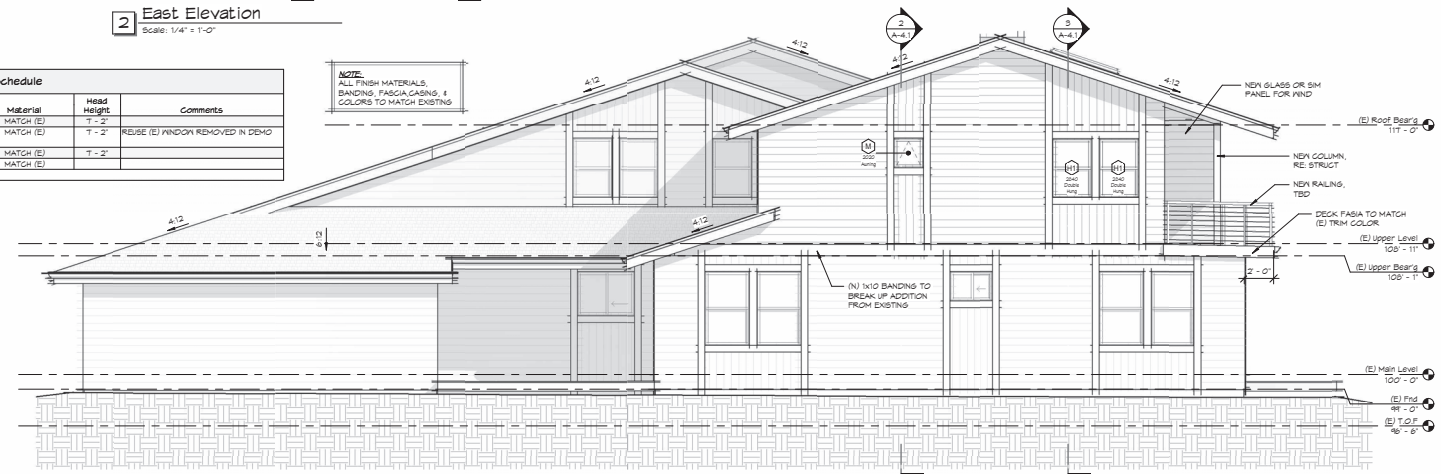 2 East Elevation
Scale: 1/4" = 1'-0"
chedule
Material
Head Height
Comments
MATCH (E)
7' - 2"
MATCH (E)
7' - 2"
REUSE (E) WINDOW REMOVED IN DEMO
MATCH (E)
7' - 2"
MATCH (E)
NOTE:
ALL FINISH MATERIALS,
BANDING, FASCIA,CASING, &
COLORS TO MATCH EXISTING
4:12
4:12
4:12
4:12
4:12
4:12
4:12
6:12
2
A-4.1
3
A-4.1
M
2020
Awning
H1
2640
Double
Hung
H1
2640
Double
Hung
NEW GLASS OR SIM
PANEL FOR WIND
NEW COLUMN,
RE: STRUCT
NEW RAILING,
TBD
DECK FASIA TO MATCH
(E) TRIM COLOR
(N) 1X10 BANDING TO
BREAK UP ADDITION
FROM EXISTING
2' - 0"
(E) Roof Bear'g
117' - 0"
(E) Upper Level
108' - 11"
(E) Upper Bear'g
108' - 1"
(E) Main Level
100' - 0"
(E) Fnd
99' - 0"
(E) T.O.F
96' - 6"